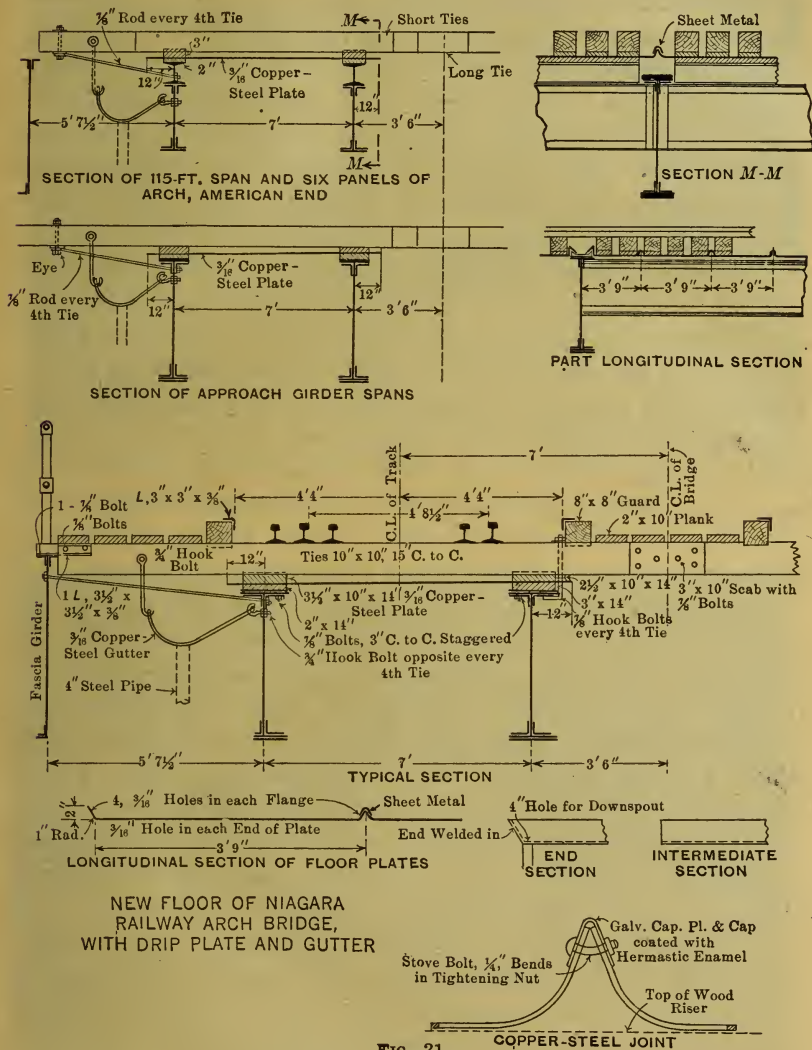 ⅞" Rod every 4th Tie
M
Short Ties
3"
2"
3/16" Copper-
Steel Plate
Long Tie
12"
12"
5' 7½"
7'
3' 6"
M
SECTION OF 115-FT. SPAN AND SIX PANELS OF
ARCH, AMERICAN END
Sheet Metal
SECTION M-M
Eye
⅞" Rod every
4th Tie
3/16" Copper-
Steel Plate
12"
12"
7'
3' 6"
SECTION OF APPROACH GIRDER SPANS
3' 9"
3' 9"
3' 9"
PART LONGITUDINAL SECTION
7'
C.L. of Track
C.L. of
Bridge
L, 3" x 3" x ⅜"
4'4"
4'4"
4' 8½"
8" x 8" Guard
2" x 10" Plank
Bolt
Bolts
¾" Hook
Bolt
12"
Ties 10" x 10", 15" C. to C.
1 L, 3½" x
3½" x ⅜"
3½" x 10" x 14"
3/16" Copper-
Steel Plate
2½" x 10" x 14"
3" x 10" Scab with
⅞" Bolts
3" x 14"
2" x 14"
12"
⅞" Hook Bolts
every 4th Tie
3/16" Copper
Steel Gutter
⅝" Bolts, 3" C. to C. Staggered
¾" Hook Bolt opposite every
4th Tie
Fascia Girder
4" Steel Pipe
5' 7½"
7'
3' 6"
TYPICAL SECTION
4, 3/16" Holes in each Flange
Sheet Metal
2"
1" Rad.
3/16" Hole in each End of Plate
3' 9"
LONGITUDINAL SECTION OF FLOOR PLATES
4" Hole for Downspout
End Welded in
END
SECTION
INTERMEDIATE
SECTION
NEW FLOOR OF NIAGARA
RAILWAY ARCH BRIDGE,
WITH DRIP PLATE AND GUTTER
Galv. Cap. Pl. & Cap
coated with
Hermastic Enamel
Stove Bolt, ¼," Bends
in Tightening Nut
Top of Wood
Riser
COPPER-STEEL JOINT
FIG. 21